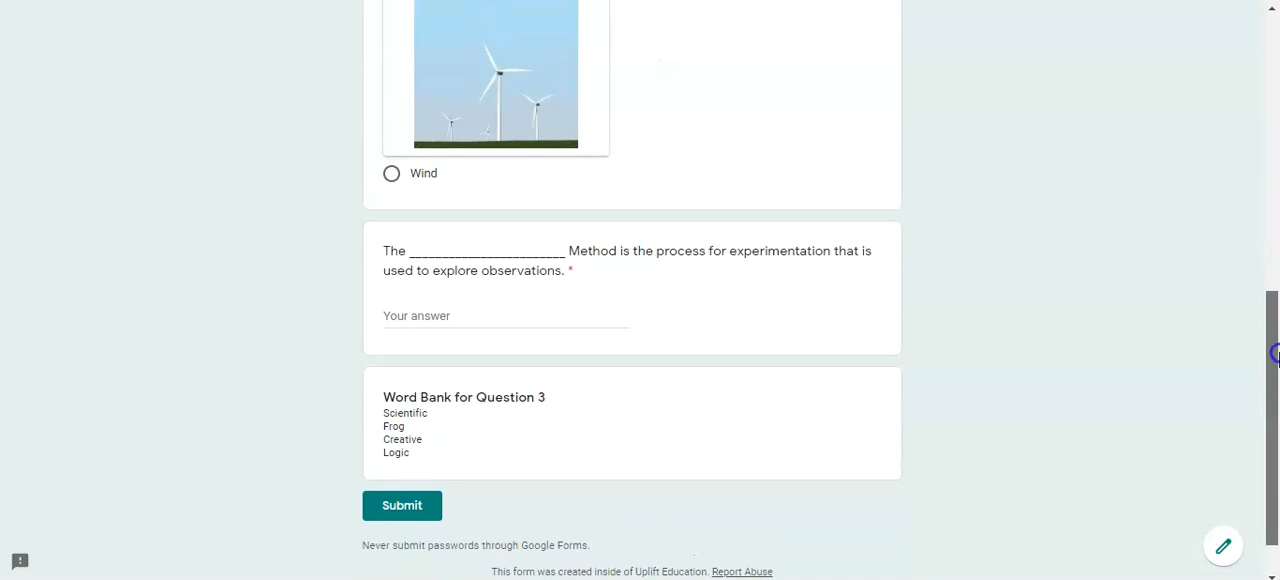 Wind
The ________________________ Method is the process for experimentation that is
used to explore observations. *
Your answer
Word Bank for Question 3
Scientific
Frog
Creative
Logic
Submit
Never submit passwords through Google Forms.
This form was created inside of Uplift Education. Report Abuse